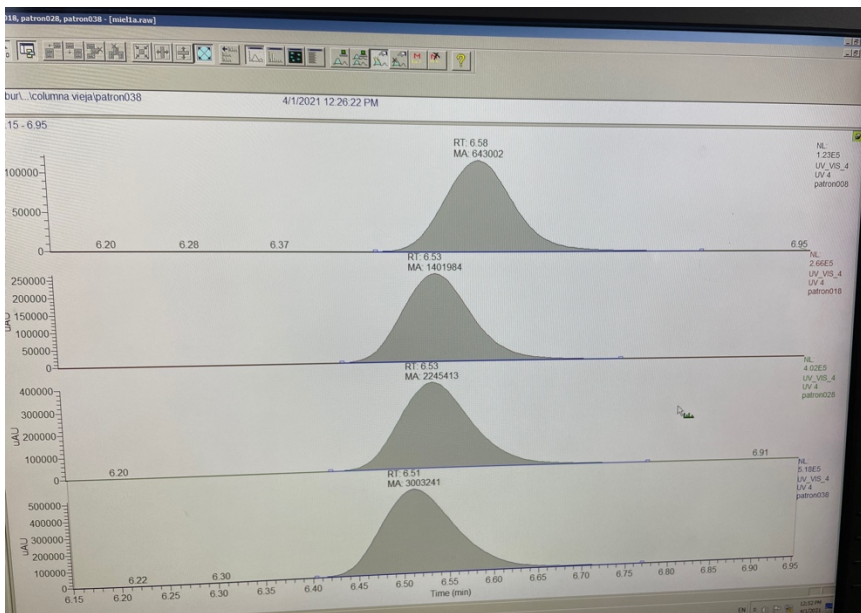 018, patron028, patron038 - [miel1a.raw]
bur\...\columna vieja\patron038
4/1/2021 12:26:22 PM
.15 - 6.95
RT: 6.58
MA: 643002
NL:
1.23E5
UV_VIS_4
UV 4
patron008
100000
50000
0
6.20 6.28 6.37 6.95
RT: 6.53
MA: 1401984
NL:
2.66E5
UV_VIS_4
UV 4
patron018
250000
200000
150000
100000
50000
0
uAU
RT: 6.53
MA: 2245413
NL:
4.02E5
UV_VIS_4
UV 4
patron028
400000
300000
200000
100000
0
uAU
6.20 6.91
RT: 6.51
MA: 3003241
NL:
5.18E5
UV_VIS_4
UV 4
patron038
500000
400000
300000
200000
100000
0
uAU
6.22 6.30
6.15 6.20 6.25 6.30 6.35 6.40 6.45 6.50 6.55 6.60 6.65 6.70 6.75 6.80 6.85 6.90 6.95
Time (min)
EN